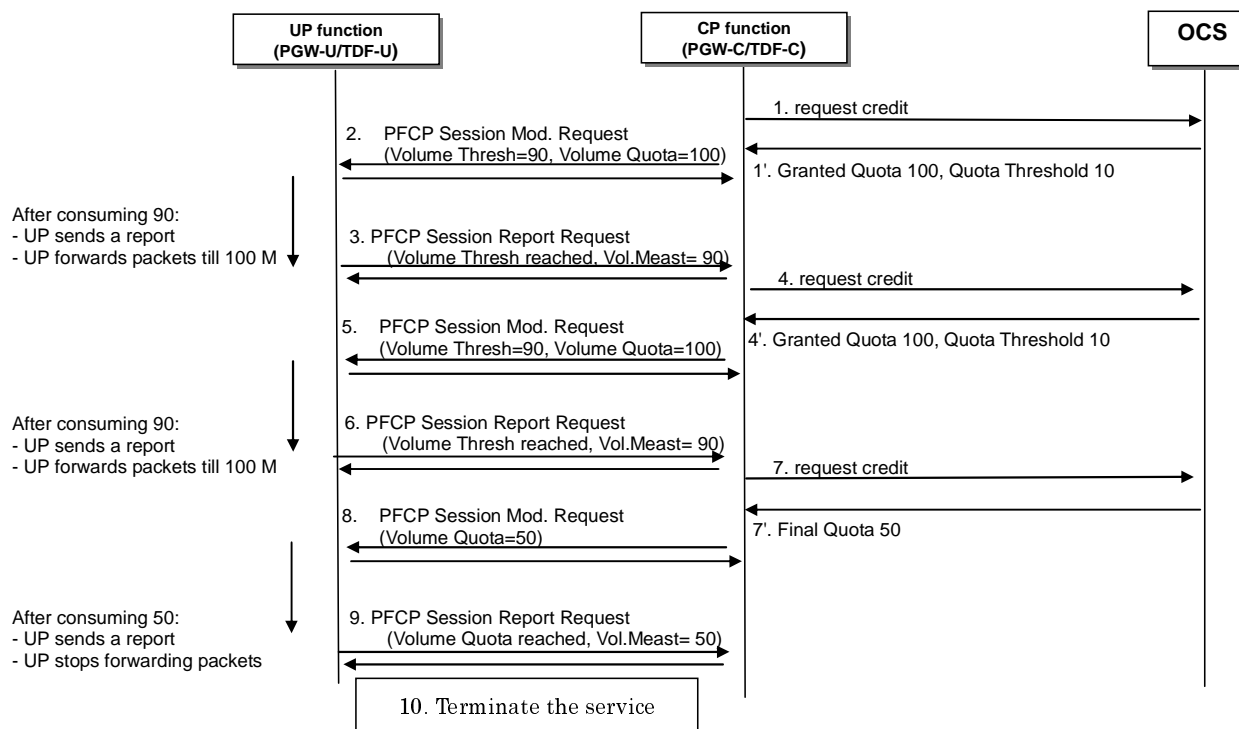 UP function
(PGW-U/TDF-U)
CP function
(PGW-C/TDF-C)
OCS
1. request credit
2. PFCP Session Mod. Request
(Volume Thresh=90, Volume Quota=100)
1'. Granted Quota 100, Quota Threshold 10
After consuming 90:
- UP sends a report
- UP forwards packets till 100 M
3. PFCP Session Report Request
(Volume Thresh reached, Vol.Meast= 90)
4. request credit
5. PFCP Session Mod. Request
(Volume Thresh=90, Volume Quota=100)
4'. Granted Quota 100, Quota Threshold 10
After consuming 90:
- UP sends a report
- UP forwards packets till 100 M
6. PFCP Session Report Request
(Volume Thresh reached, Vol.Meast= 90)
7. request credit
8. PFCP Session Mod. Request
(Volume Quota=50)
7'. Final Quota 50
After consuming 50:
- UP sends a report
- UP stops forwarding packets
9. PFCP Session Report Request
(Volume Quota reached, Vol.Meast= 50)
10. Terminate the service